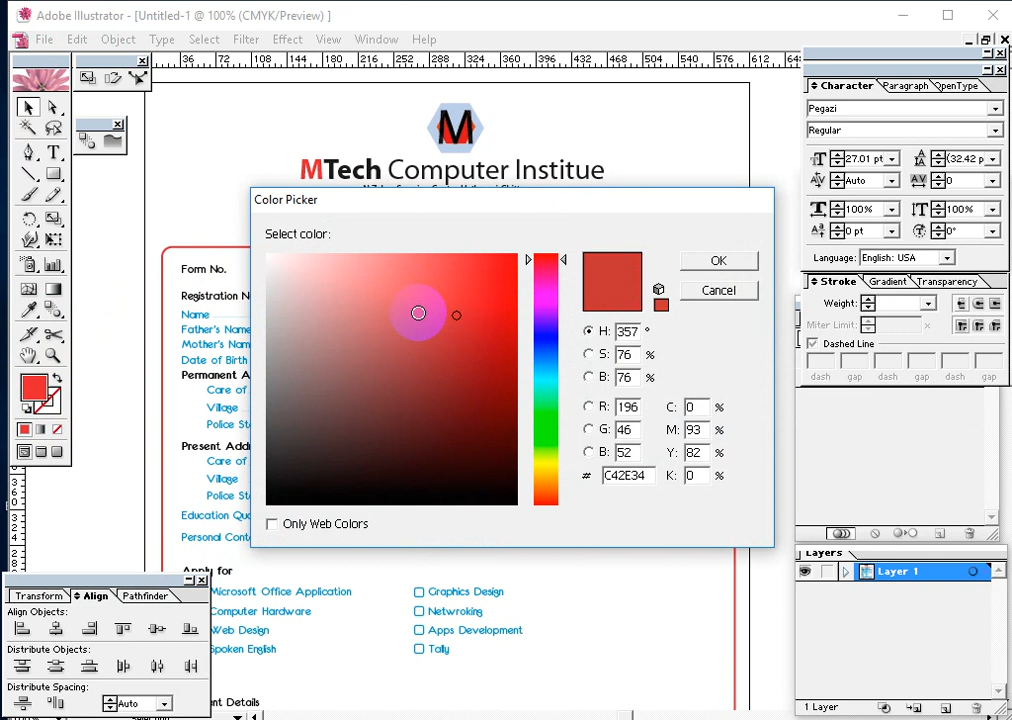 Adobe Illustrator - [Untitled-1 @ 100% (CMYK/Preview) ]
File Edit Object Type Select Filter Effect View Window Help
36 72 108 144 180 216 252 288 324 360 396 432 468 504 540 576
M
MTech Computer Institue
Color Picker
Select color:
OK
Cancel
H: 357 °
S: 76 %
B: 76 %
R: 196 C: 0 %
G: 46 M: 93 %
B: 52 Y: 82 %
# C42E34 K: 0 %
Only Web Colors
Form No.
Registration N
Name
Father's Name
Mother's Name
Date of Birth
Permanent A
Care of
Village
Police St
Present Addr
Care of
Village
Police St
Education Qu
Personal Cont
Apply for
Microsoft Office Application
Computer Hardware
Web Design
Spoken English
Graphics Design
Netwroking
Apps Development
Tally
ent Details
Transform Align Pathfinder
Align Objects:
Distribute Objects:
Distribute Spacing:
Auto
Character Paragraph OpenType
Pegazi
Regular
27.01 pt (32.42 p
Auto 0
100% 100%
0 pt 0°
Language: English: USA
Stroke Gradient Transparency
Weight:
Miter Limit: x
Dashed Line
dash gap dash gap dash gap
Layers
Layer 1
1 Layer